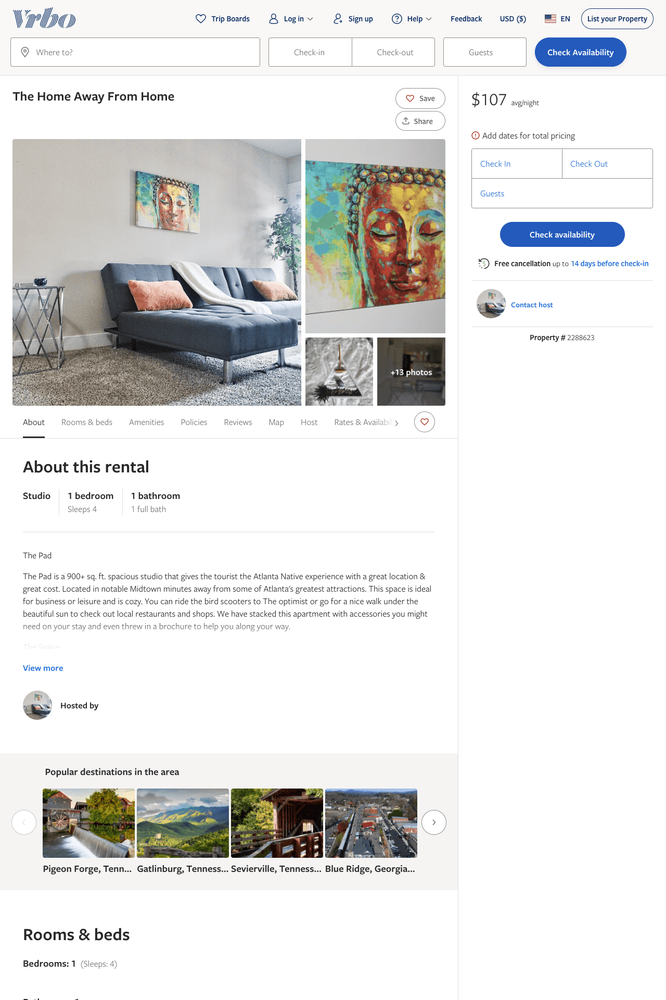 Vrbo
Trip Boards
Log in
Sign up
Help
Feedback
USD ($)
EN
List your Property
Where to?
Check-in
Check-out
Guests
Check Availability
The Home Away From Home
Save
Share
+13 photos
$107 avg/night
Add dates for total pricing
Check In
Check Out
Guests
Check availability
Free cancellation up to 14 days before check-in
Contact host
Property # 2288623
About
Rooms & beds
Amenities
Policies
Reviews
Map
Host
Rates & Availabili
About this rental
Studio
1 bedroom
Sleeps 4
1 bathroom
1 full bath
The Pad
The Pad is a 900+ sq. ft. spacious studio that gives the tourist the Atlanta Native experience with a great location &
great cost. Located in notable Midtown minutes away from some of Atlanta's greatest attractions. This space is ideal
for business or leisure and is cozy. You can ride the bird scooters to The optimist or go for a nice walk under the
beautiful sun to check out local restaurants and shops. We have stacked this apartment with accessories you might
need on your stay and even threw in a brochure to help you along your way.
The Space
View more
Hosted by
Popular destinations in the area
Pigeon Forge, Tenn...
Gatlinburg, Tenness...
Sevierville, Tenness...
Blue Ridge, Georgia...
Rooms & beds
Bedrooms: 1 (Sleeps: 4)